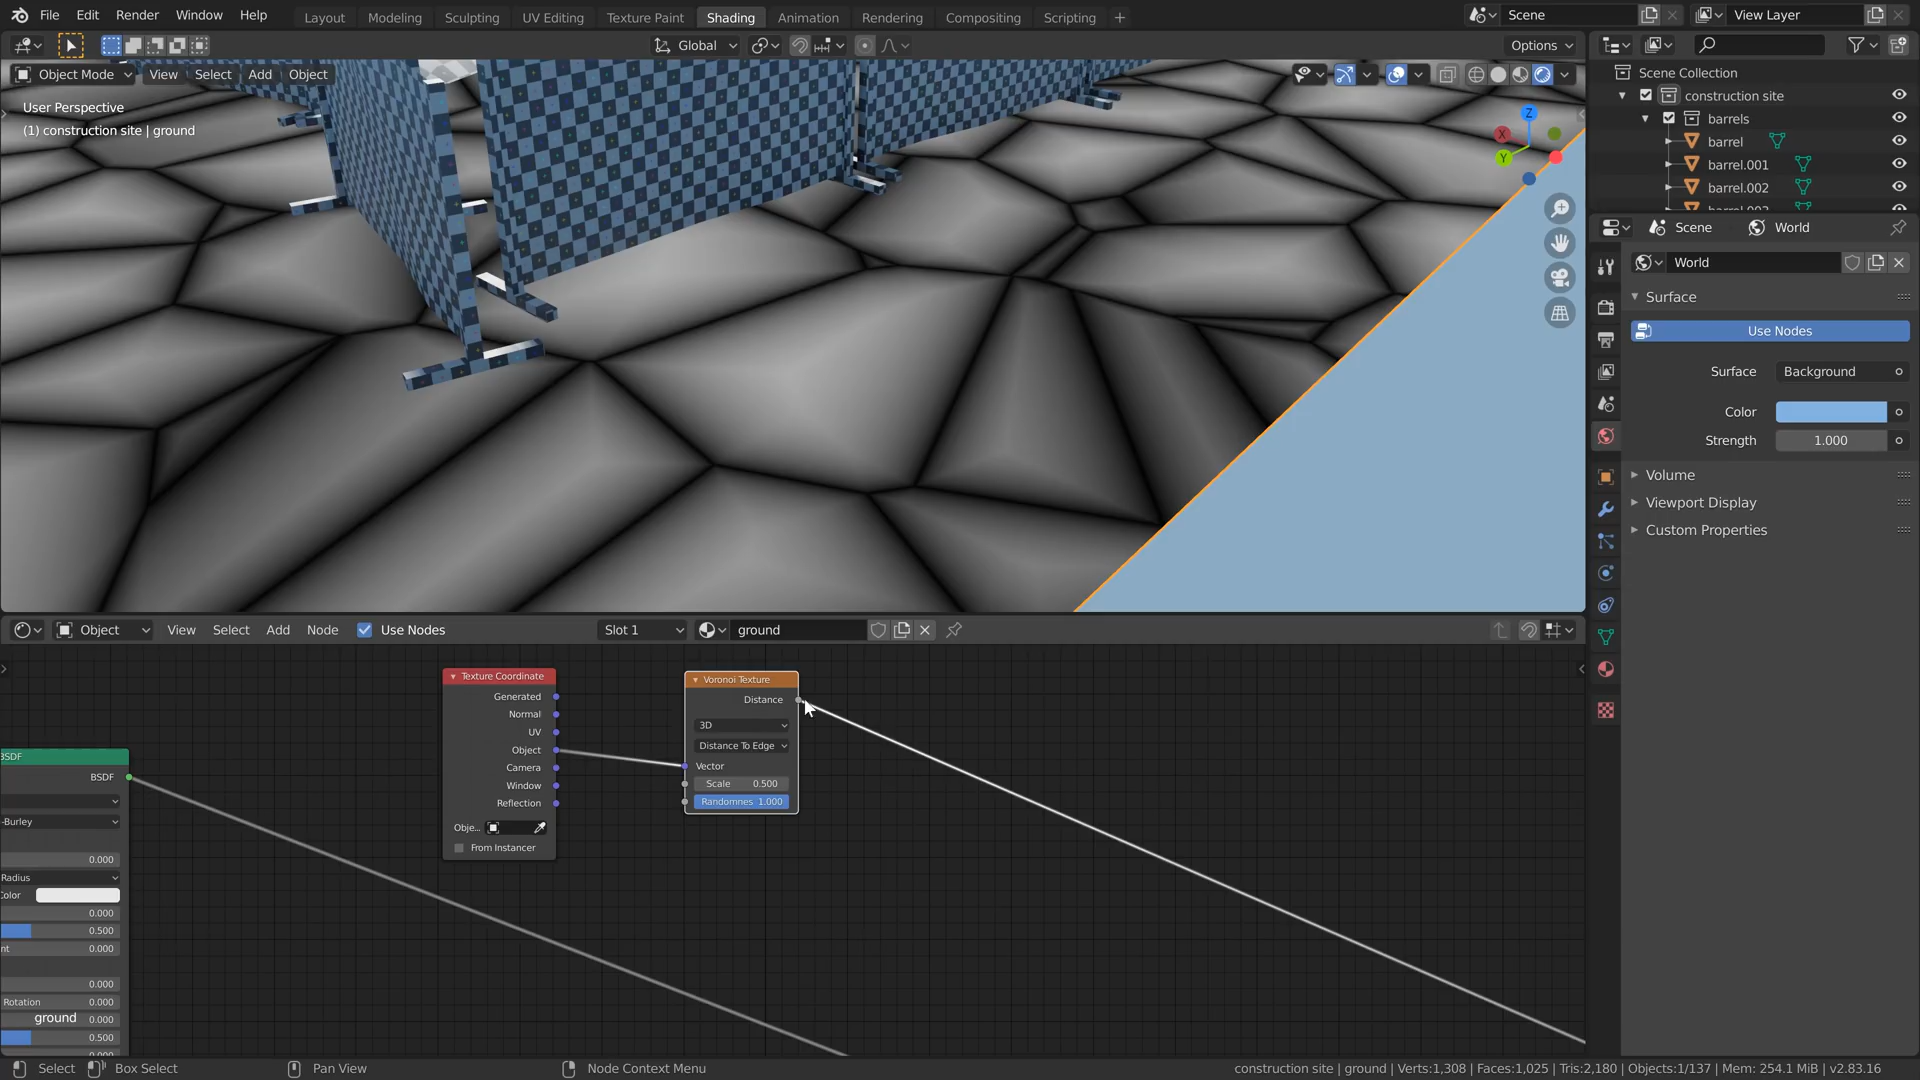 File Edit Render Window Help Layout Modeling Sculpting UV Editing Texture Paint Shading Animation Rendering Compositing Scripting + Scene View Layer
Global Options
Object Mode View Select Add Object
User Perspective
(1) construction site | ground
Z
X
Y
Scene Collection
construction site
barrels
barrel
barrel.001
barrel.002
Scene World
World
Surface
Use Nodes
Surface Background
Color
Strength 1.000
Volume
Viewport Display
Custom Properties
Object View Select Add Node Use Nodes Slot 1 ground
Texture Coordinate
Generated
Normal
UV
Object
Camera
Window
Reflection
Obje...
From Instancer
Voronoi Texture
Distance
3D
Distance To Edge
Vector
Scale 0.500
Randomnes 1.000
BSDF
BSDF
-Burley
0.000
Radius
Color
0.000
0.500
nt 0.000
0.000
Rotation 0.000
0.000
ground
0.500
Select Box Select Pan View Node Context Menu construction site | ground | Verts:1,308 | Faces:1,025 | Tris:2,180 | Objects:1/137 | Mem: 254.1 MiB | v2.83.16